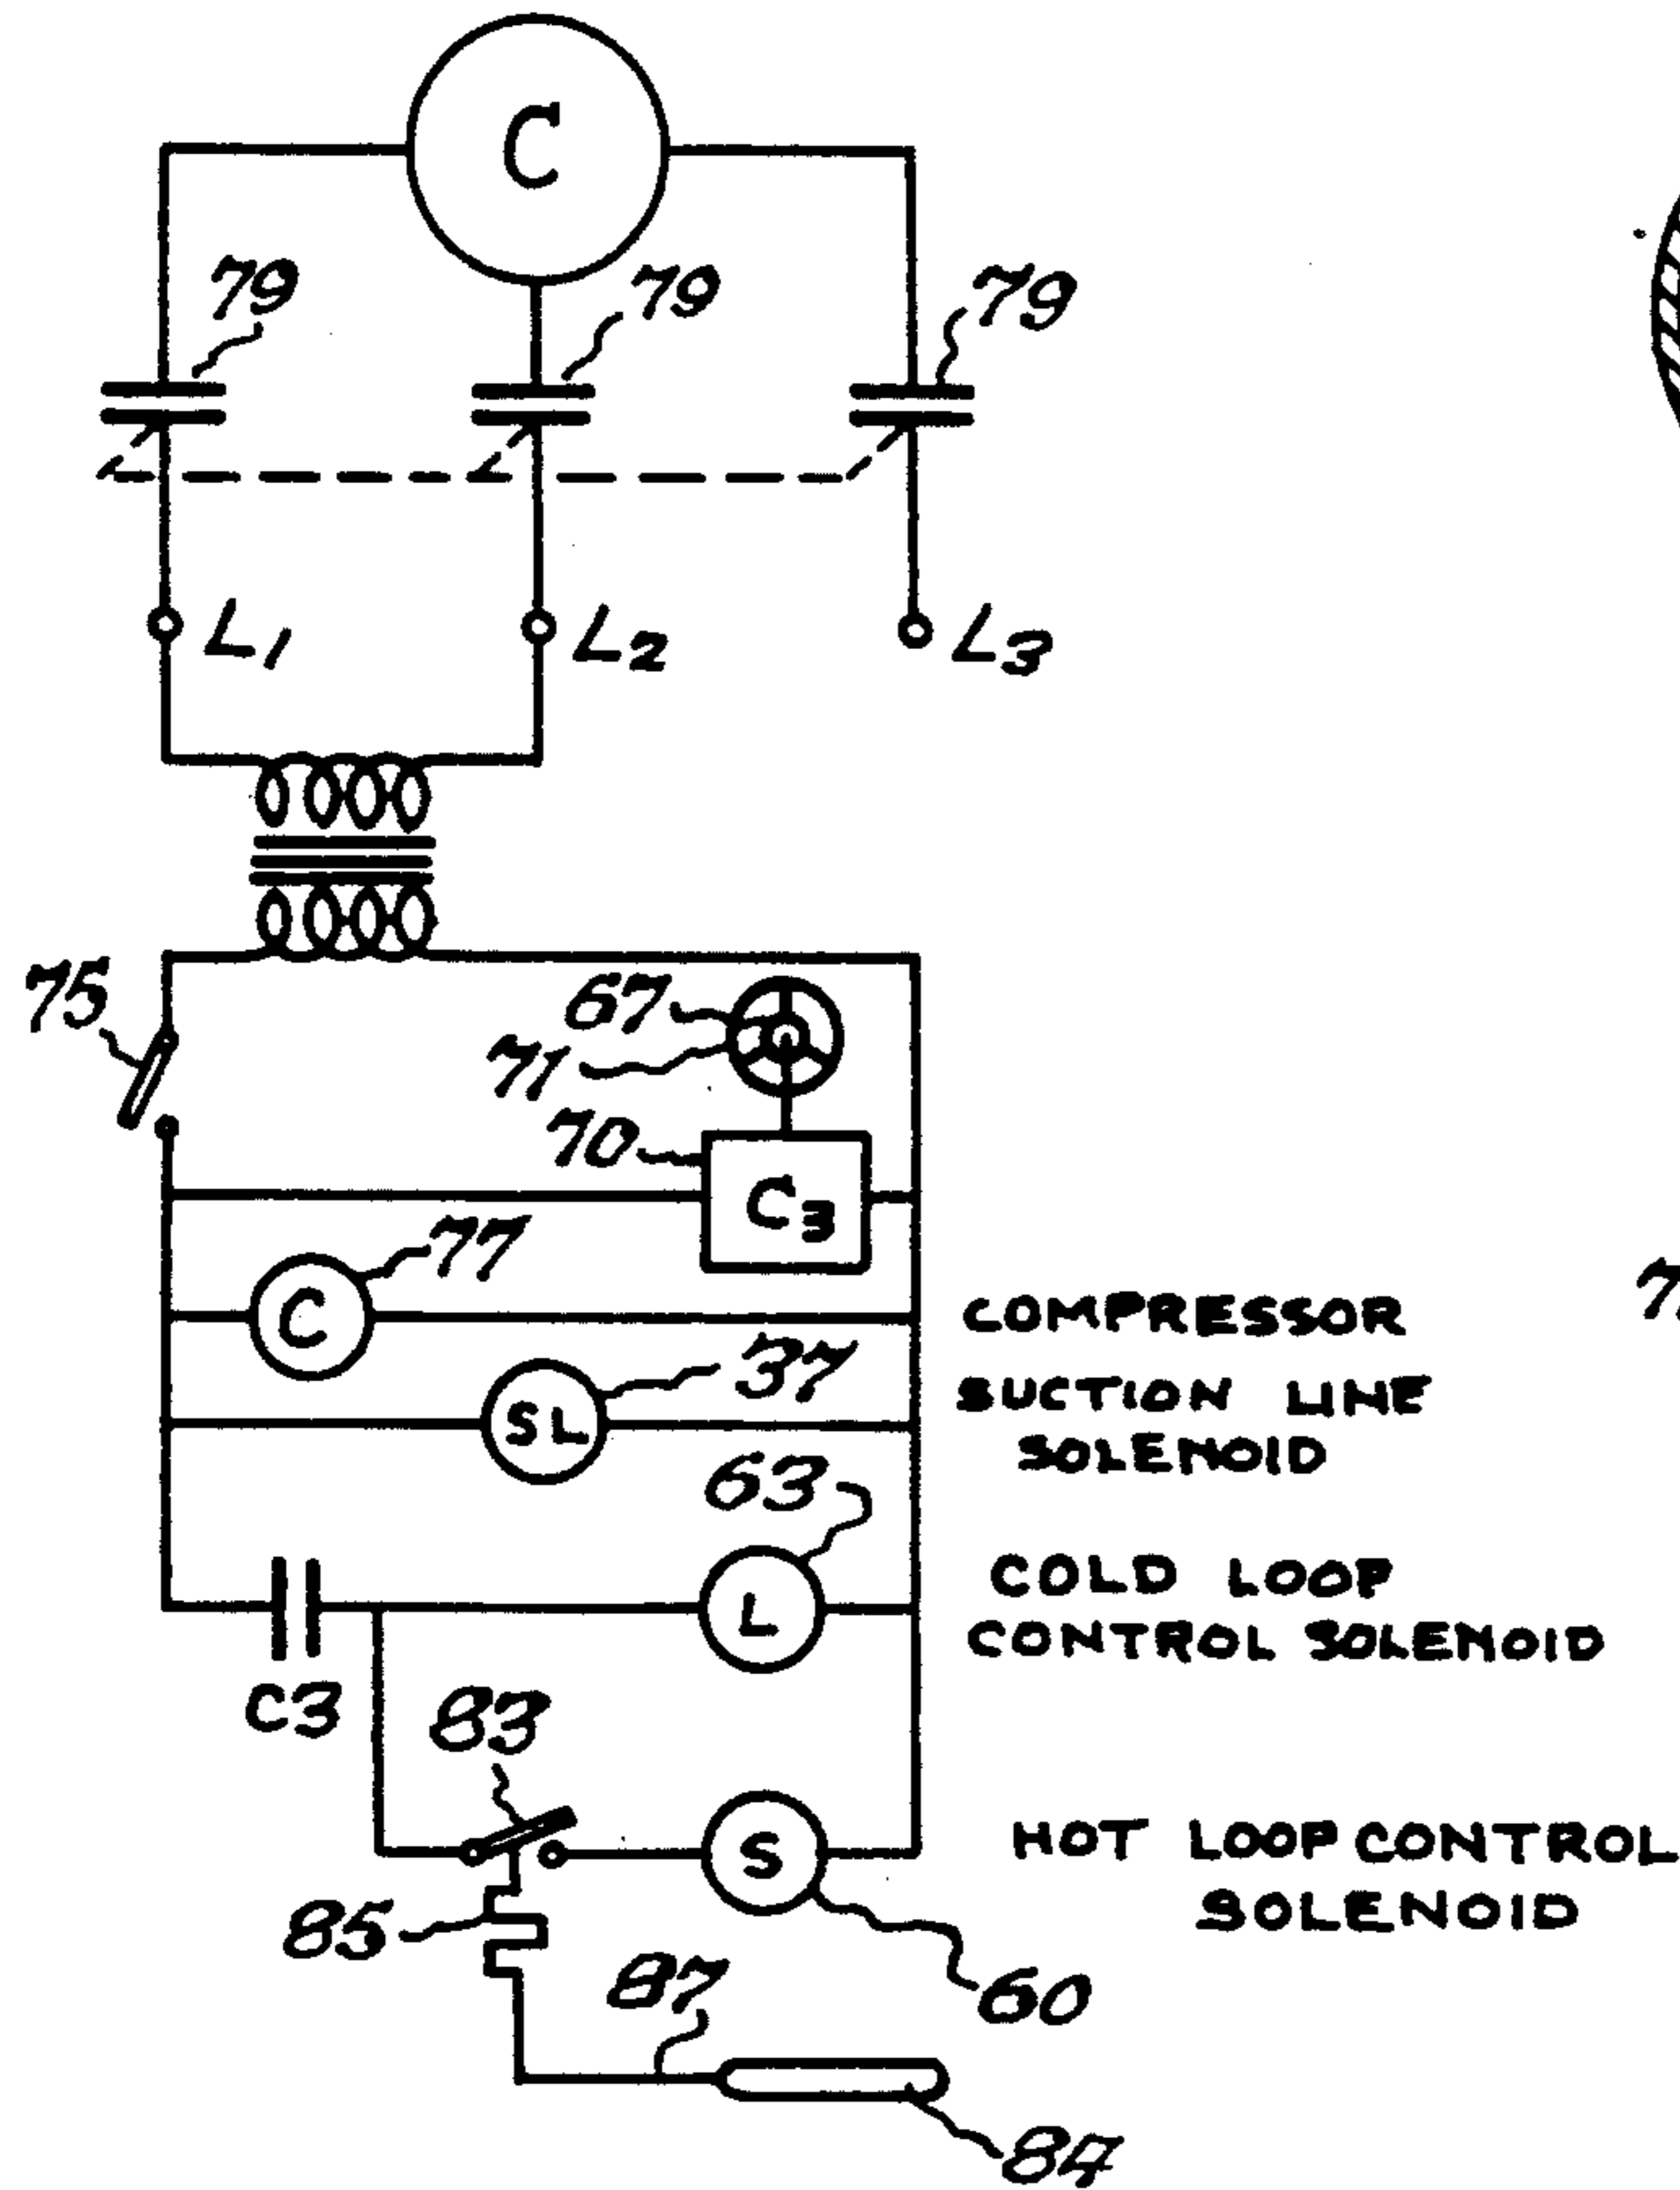 C
79 79 79
L1 L2 L3
75
67
71
70
C3
77
C
COMPRESSOR
37
SL
SUCTION LINE
SOLENOID
63
L
COLD LOOP
CONTROL SOLENOID
C3
83
S
HOT LOOP CONTROL
SOLENOID
85
60
87
84